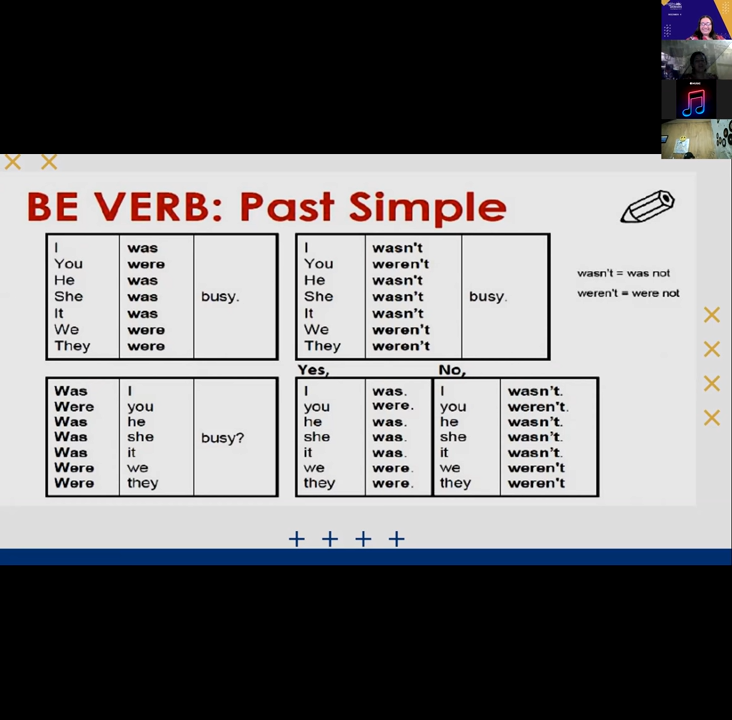 BE VERB: Past Simple
I was
You were
He was
She was busy.
It was
We were
They were
I wasn't
You weren't
He wasn't
She wasn't busy.
It wasn't
We weren't
They weren't
wasn't = was not
weren't = were not
Was I
Were you
Was he
Was she busy?
Was it
Were we
Were they
Yes, No,
I was. I wasn't.
you were. you weren't.
he was. he wasn't.
she was. she wasn't.
it was. it wasn't.
we were. we weren't
they were. they weren't